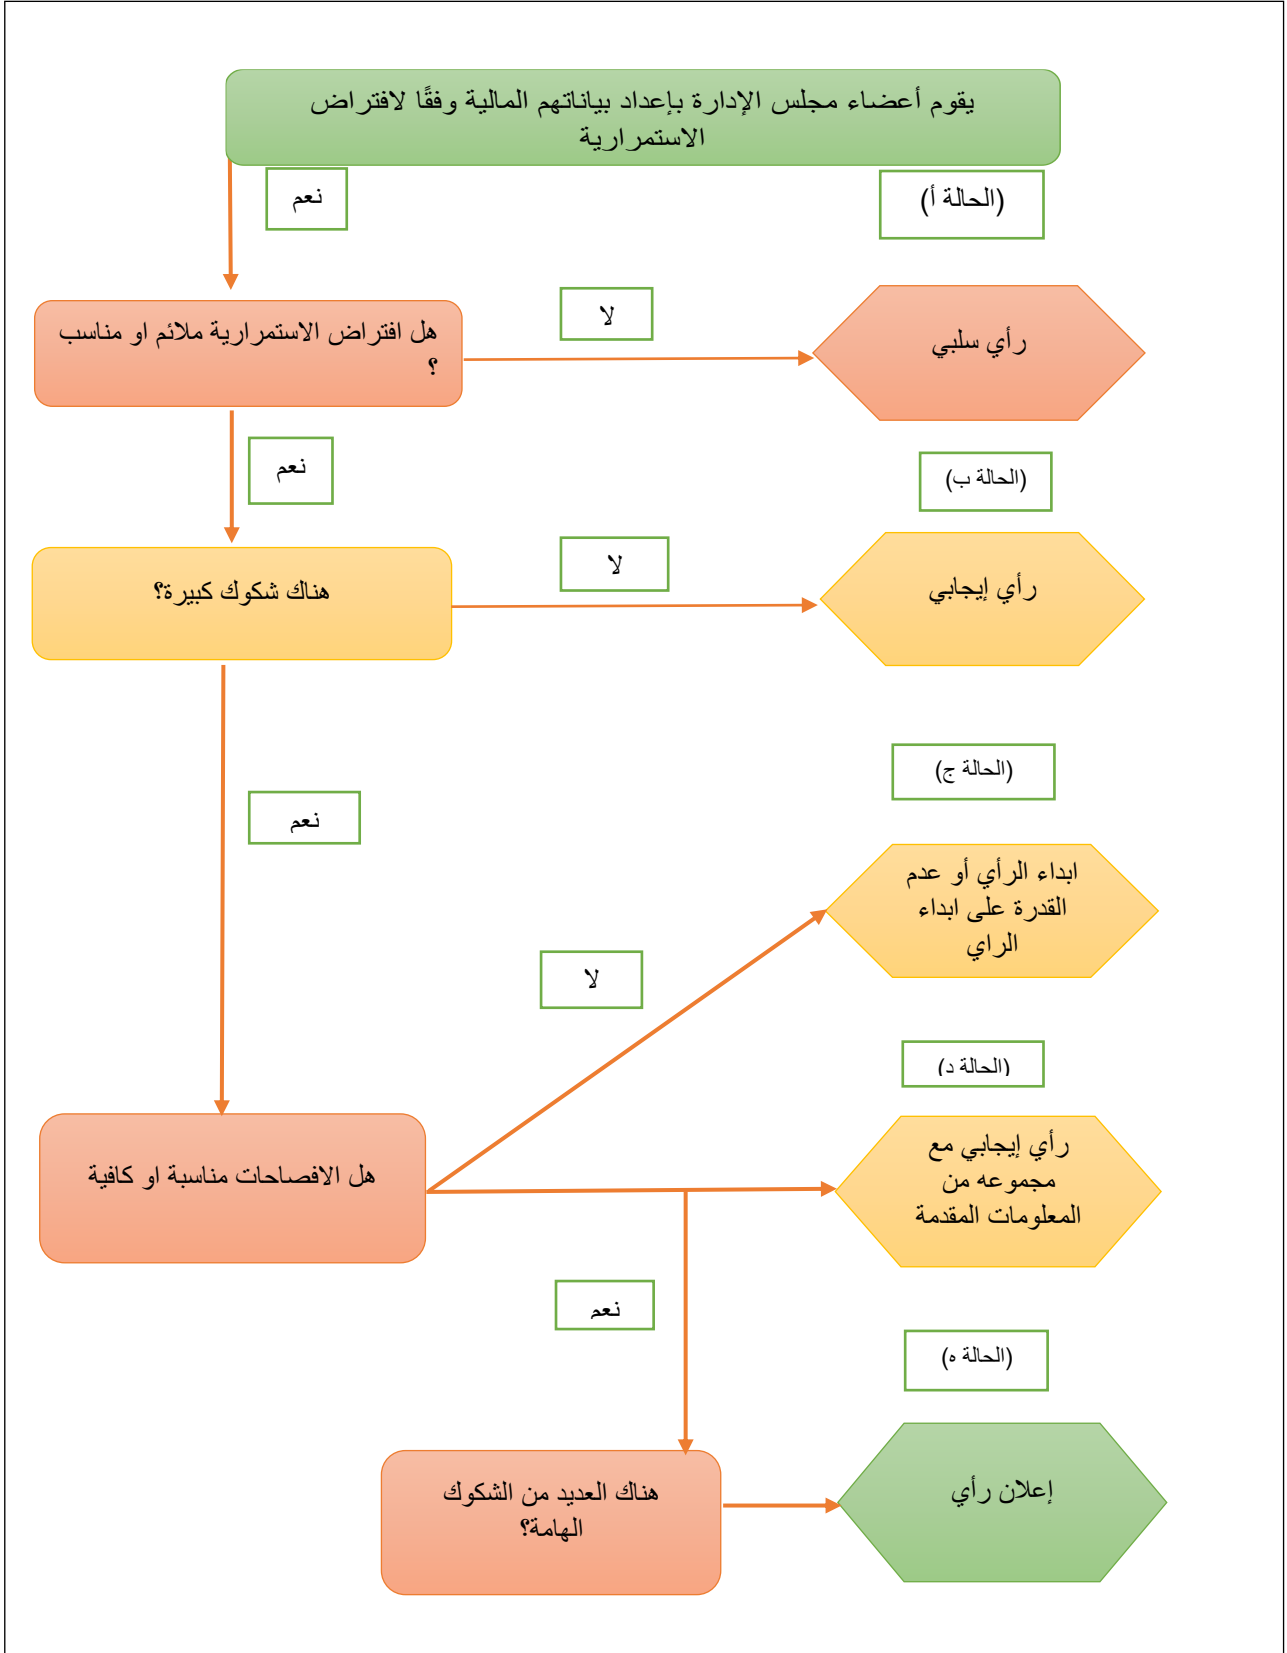 يقوم أعضاء مجلس الإدارة بإعداد بياناتهم المالية وفقًا لافتراض
الاستمرارية
نعم
(الحالة أ)
هل افتراض الاستمرارية ملائم او مناسب
؟
لا
رأي سلبي
نعم
(الحالة ب)
هناك شكوك كبيرة؟
لا
رأي إيجابي
(الحالة ج)
نعم
ابداء الرأي أو عدم
القدرة على ابداء
الراي
لا
(الحالة د)
هل الافصاحات مناسبة او كافية
رأي إيجابي مع
مجموعه من
المعلومات المقدمة
نعم
(الحالة ه)
هناك العديد من الشكوك
الهامة؟
إعلان رأي